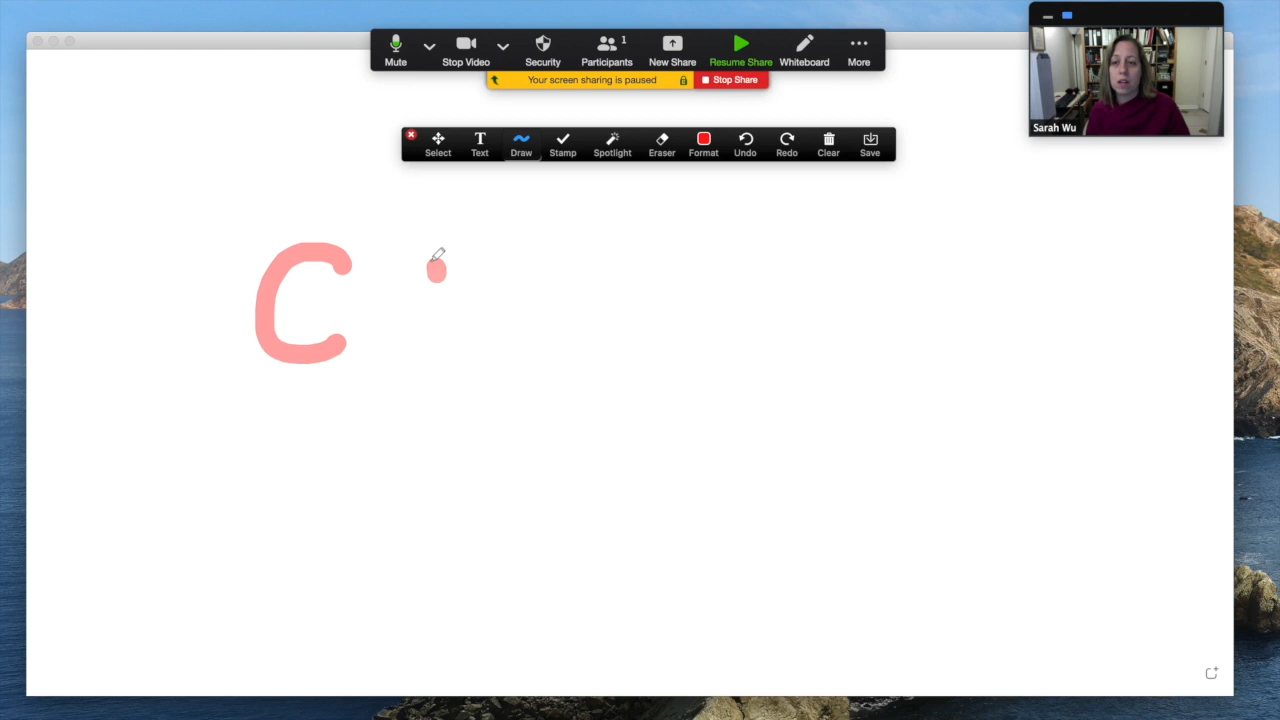 1
Mute Stop Video Security Participants New Share Resume Share Whiteboard More
Your screen sharing is paused Stop Share
Sarah Wu
T
Select Text Draw Stamp Spotlight Eraser Format Undo Redo Clear Save
C